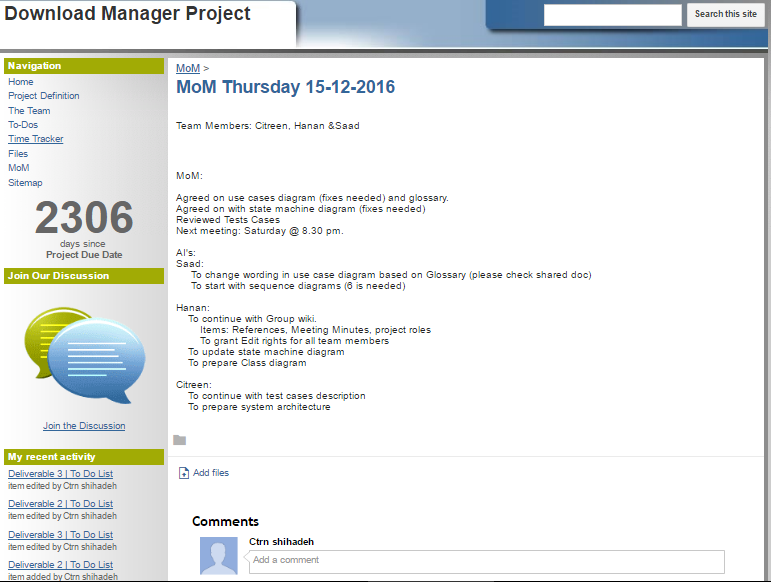 Download Manager Project
Search this site
Navigation
Home
Project Definition
The Team
To-Dos
Time Tracker
Files
MoM
Sitemap
2306
days since
Project Due Date
Join Our Discussion
Join the Discussion
My recent activity
Deliverable 3 | To Do List
item edited by Ctrn shihadeh
Deliverable 2 | To Do List
item edited by Ctrn shihadeh
Deliverable 3 | To Do List
item edited by Ctrn shihadeh
Deliverable 2 | To Do List
item added by Ctrn shihadeh
MoM >
MoM Thursday 15-12-2016
Team Members: Citreen, Hanan &Saad
MoM:
Agreed on use cases diagram (fixes needed) and glossary.
Agreed on with state machine diagram (fixes needed)
Reviewed Tests Cases
Next meeting: Saturday @ 8.30 pm.
AI's:
Saad:
To change wording in use case diagram based on Glossary (please check shared doc)
To start with sequence diagrams (6 is needed)
Hanan:
To continue with Group wiki.
Items: References, Meeting Minutes, project roles
To grant Edit rights for all team members
To update state machine diagram
To prepare Class diagram
Citreen:
To continue with test cases description
To prepare system architecture
Add files
Comments
Ctrn shihadeh
Add a comment